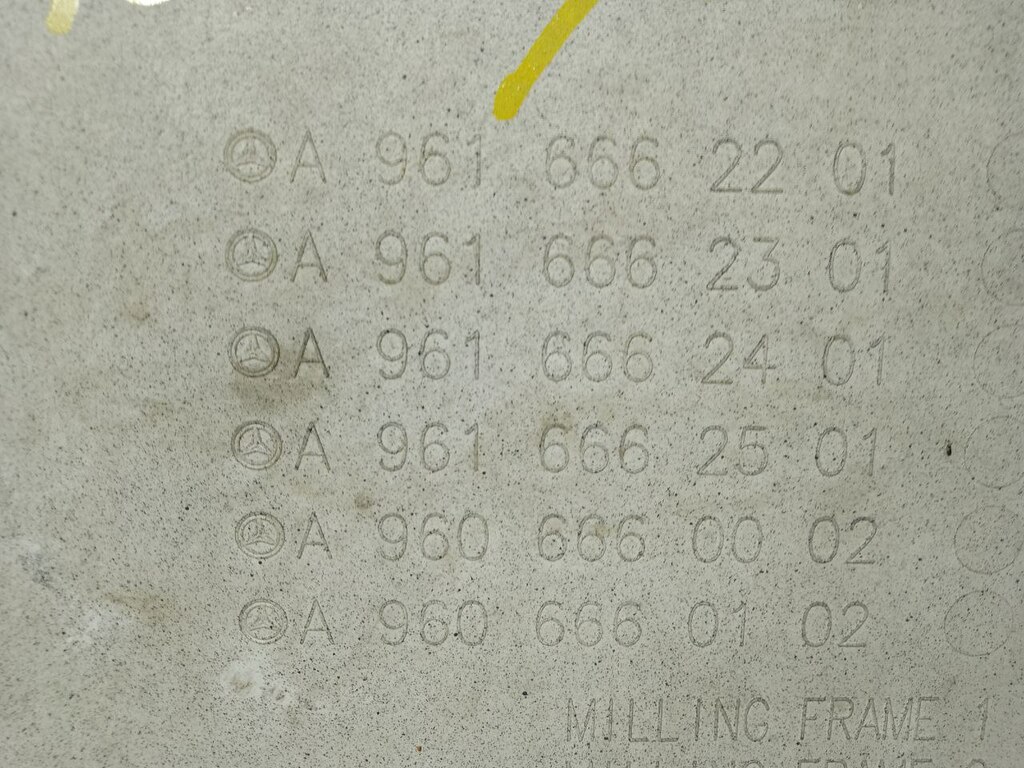 A 961 666 22 01
A 961 666 23 01
A 961 666 24 01
A 961 666 25 01
A 960 666 00 02
A 960 666 01 02
MILLING FRAME 1